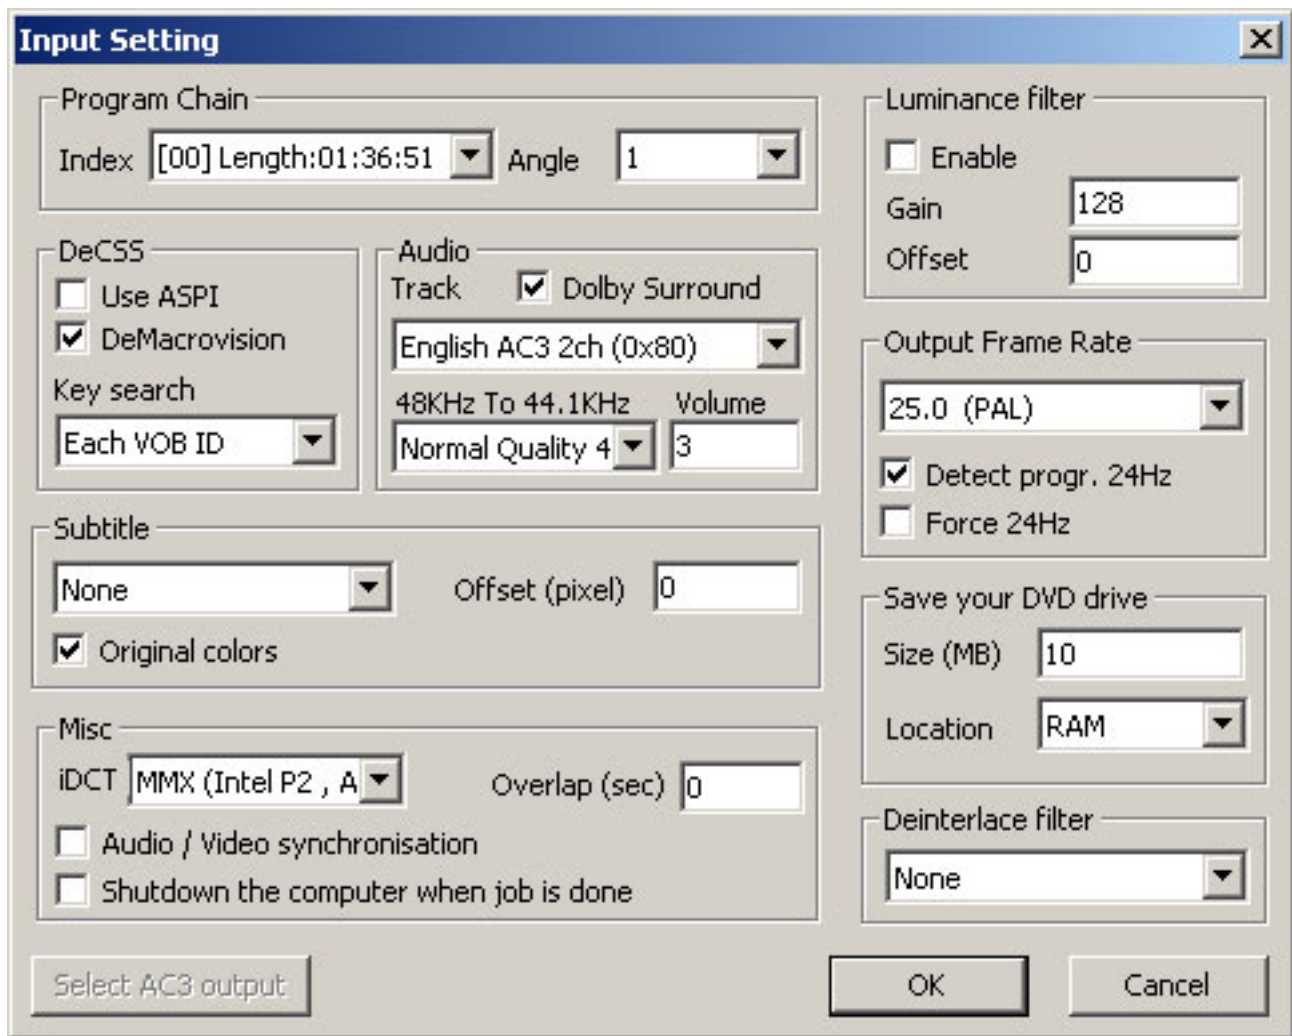 Input Setting
Program Chain
Index [00] Length:01:36:51 Angle 1
DeCSS
Use ASPI
DeMacrovision
Key search
Each VOB ID
Audio
Track Dolby Surround
English AC3 2ch (0x80)
48KHz To 44.1KHz Volume
Normal Quality 4 3
Subtitle
None Offset (pixel) 0
Original colors
Misc
iDCT MMX (Intel P2 , A Overlap (sec) 0
Audio / Video synchronisation
Shutdown the computer when job is done
Luminance filter
Enable
Gain 128
Offset 0
Output Frame Rate
25.0 (PAL)
Detect progr. 24Hz
Force 24Hz
Save your DVD drive
Size (MB) 10
Location RAM
Deinterlace filter
None
Select AC3 output OK Cancel